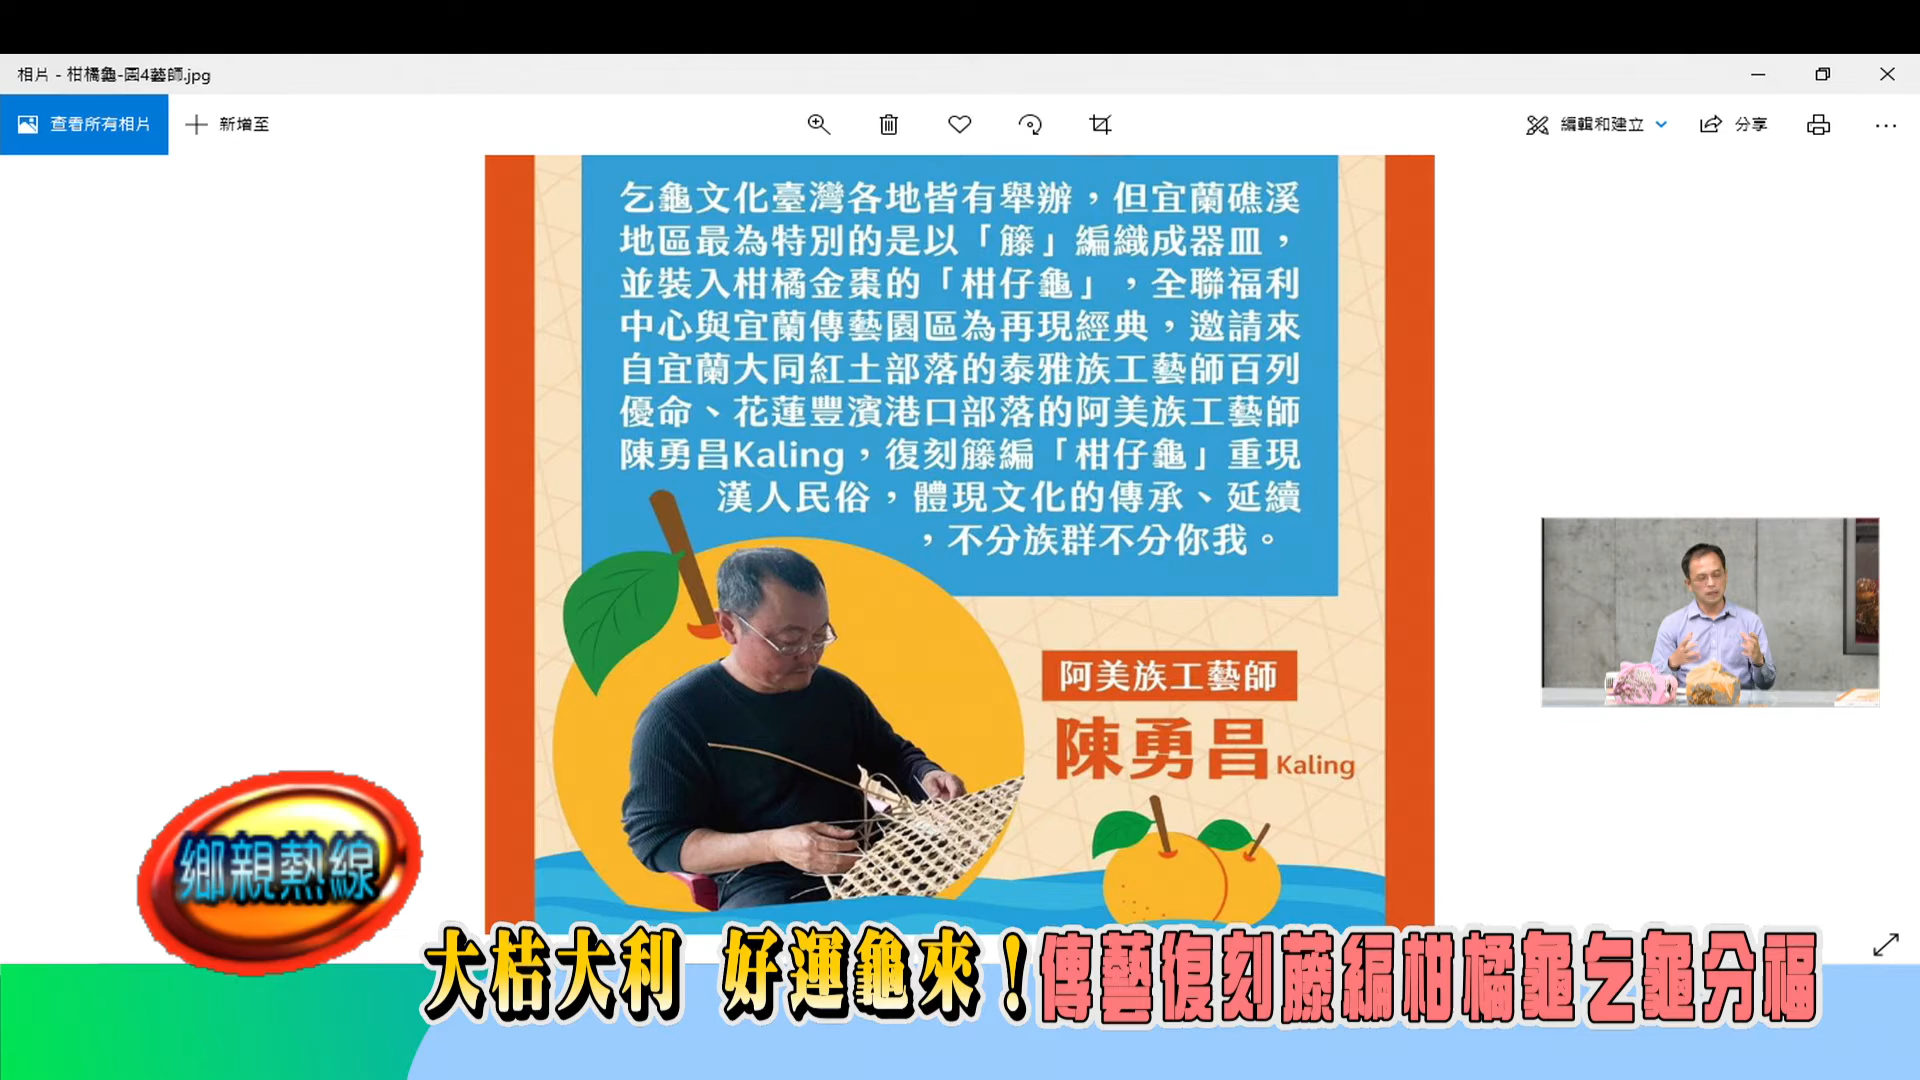 相片 - 柑橘龜-圖4藝師.jpg
查看所有相片
新增至
編輯和建立
分享
乞龜文化臺灣各地皆有舉辦，但宜蘭礁溪
地區最為特別的是以「籐」編織成器皿，
並裝入柑橘金棗的「柑仔龜」，全聯福利
中心與宜蘭傳藝園區為再現經典，邀請來
自宜蘭大同紅土部落的泰雅族工藝師百列
優命、花蓮豐濱港口部落的阿美族工藝師
陳勇昌Kaling，復刻籐編「柑仔龜」重現
漢人民俗，體現文化的傳承、延續
，不分族群不分你我。
阿美族工藝師
陳勇昌Kaling
鄉親熱線
大桔大利 好運龜來！傳藝復刻藤編柑橘龜乞龜分福